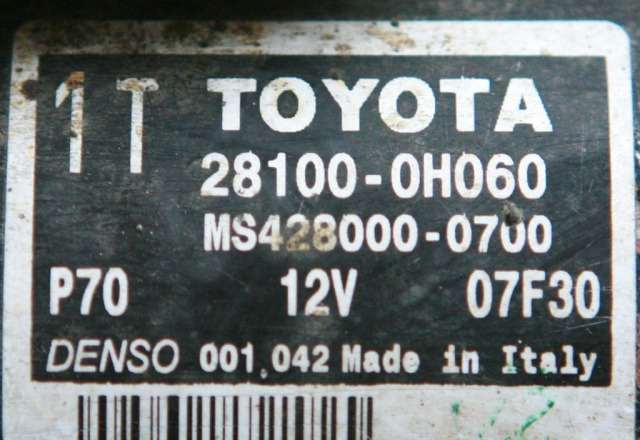 1T TOYOTA
28100-0H060
MS428000-0700
P70 12V 07F30
DENSO 001,042 Made in Italy